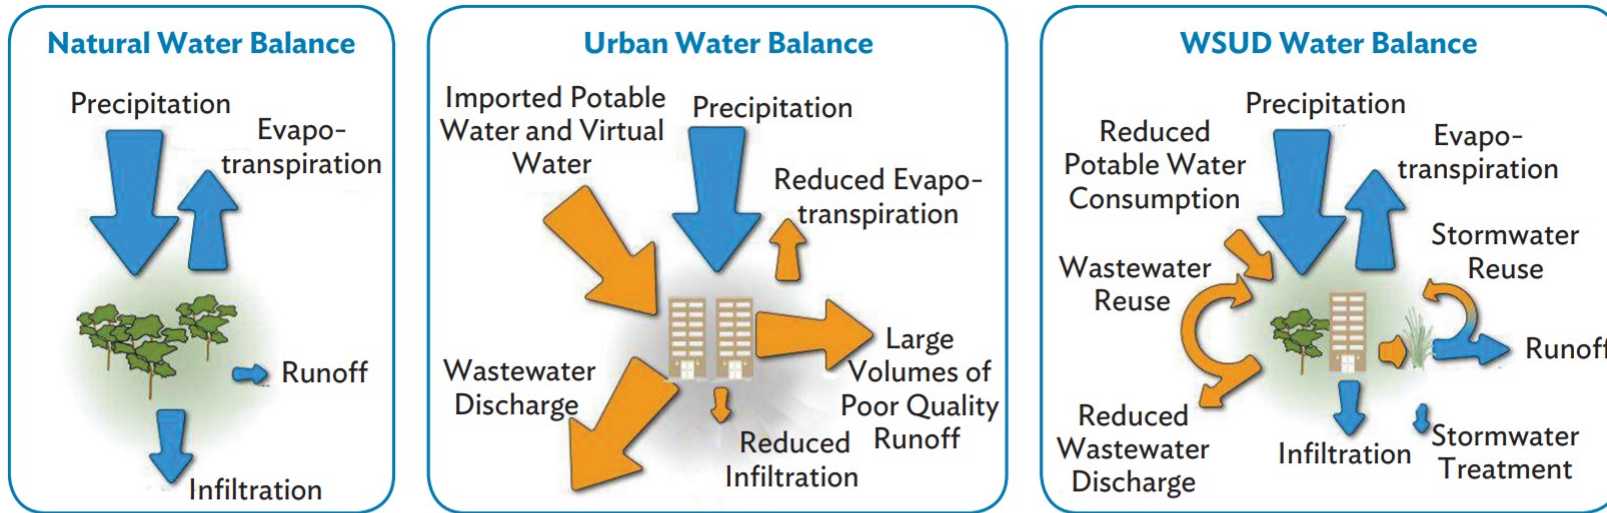 Natural Water Balance
Precipitation
Evapo-
transpiration
Runoff
Infiltration
Urban Water Balance
Imported Potable
Water and Virtual
Water
Precipitation
Reduced Evapo-
transpiration
Wastewater
Discharge
Large
Volumes of
Poor Quality
Runoff
Reduced
Infiltration
WSUD Water Balance
Precipitation
Reduced
Potable Water
Consumption
Evapo-
transpiration
Wastewater
Reuse
Stormwater
Reuse
Runoff
Reduced
Wastewater
Discharge
Infiltration
Stormwater
Treatment